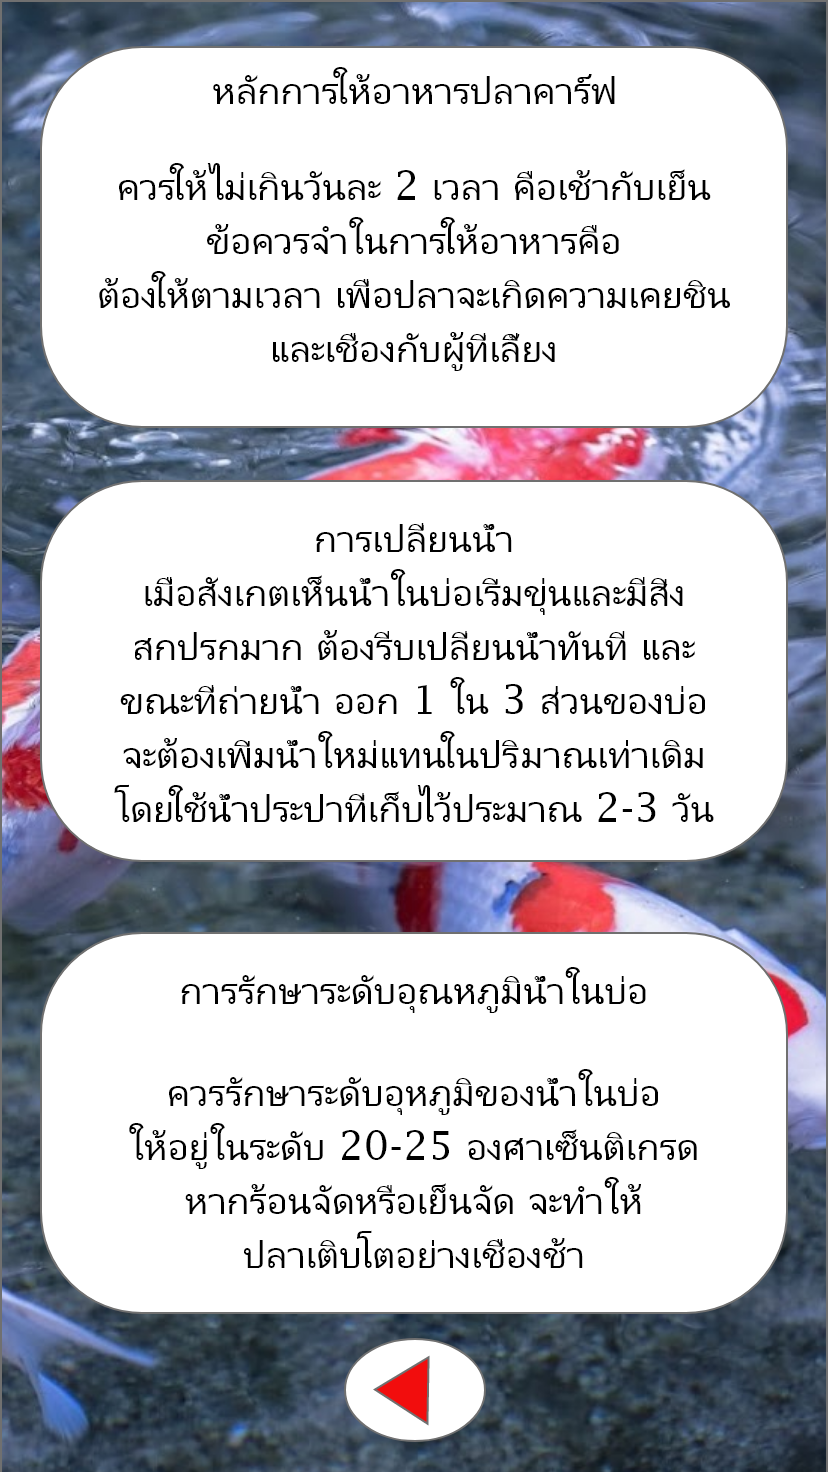 หลักการให้อาหารปลาคาร์ฟ
ควรให้ไม่เกินวันละ 2 เวลา คือเช้ากับเย็น
ข้อควรจำในการให้อาหารคือ
ต้องให้ตามเวลา เพื่อปลาจะเกิดความเคยชิน
และเชื่องกับผู้ที่เลี้ยง
การเปลี่ยนน้ำ
เมื่อสังเกตเห็นน้ำในบ่อเริ่มขุ่นและมีสิ่ง
สกปรกมาก ต้องรีบเปลี่ยนน้ำทันที และ
ขณะที่ถ่ายน้ำ ออก 1 ใน 3 ส่วนของบ่อ
จะต้องเพิ่มน้ำใหม่แทนในปริมาณเท่าเดิม
โดยใช้น้ำประปาที่เก็บไว้ประมาณ 2-3 วัน
การรักษาระดับอุณหภูมิน้ำในบ่อ
ควรรักษาระดับอุหภูมิของน้ำในบ่อ
ให้อยู่ในระดับ 20-25 องศาเซ็นติเกรด
หากร้อนจัดหรือเย็นจัด จะทำให้
ปลาเติบโตอย่างเชื่องช้า